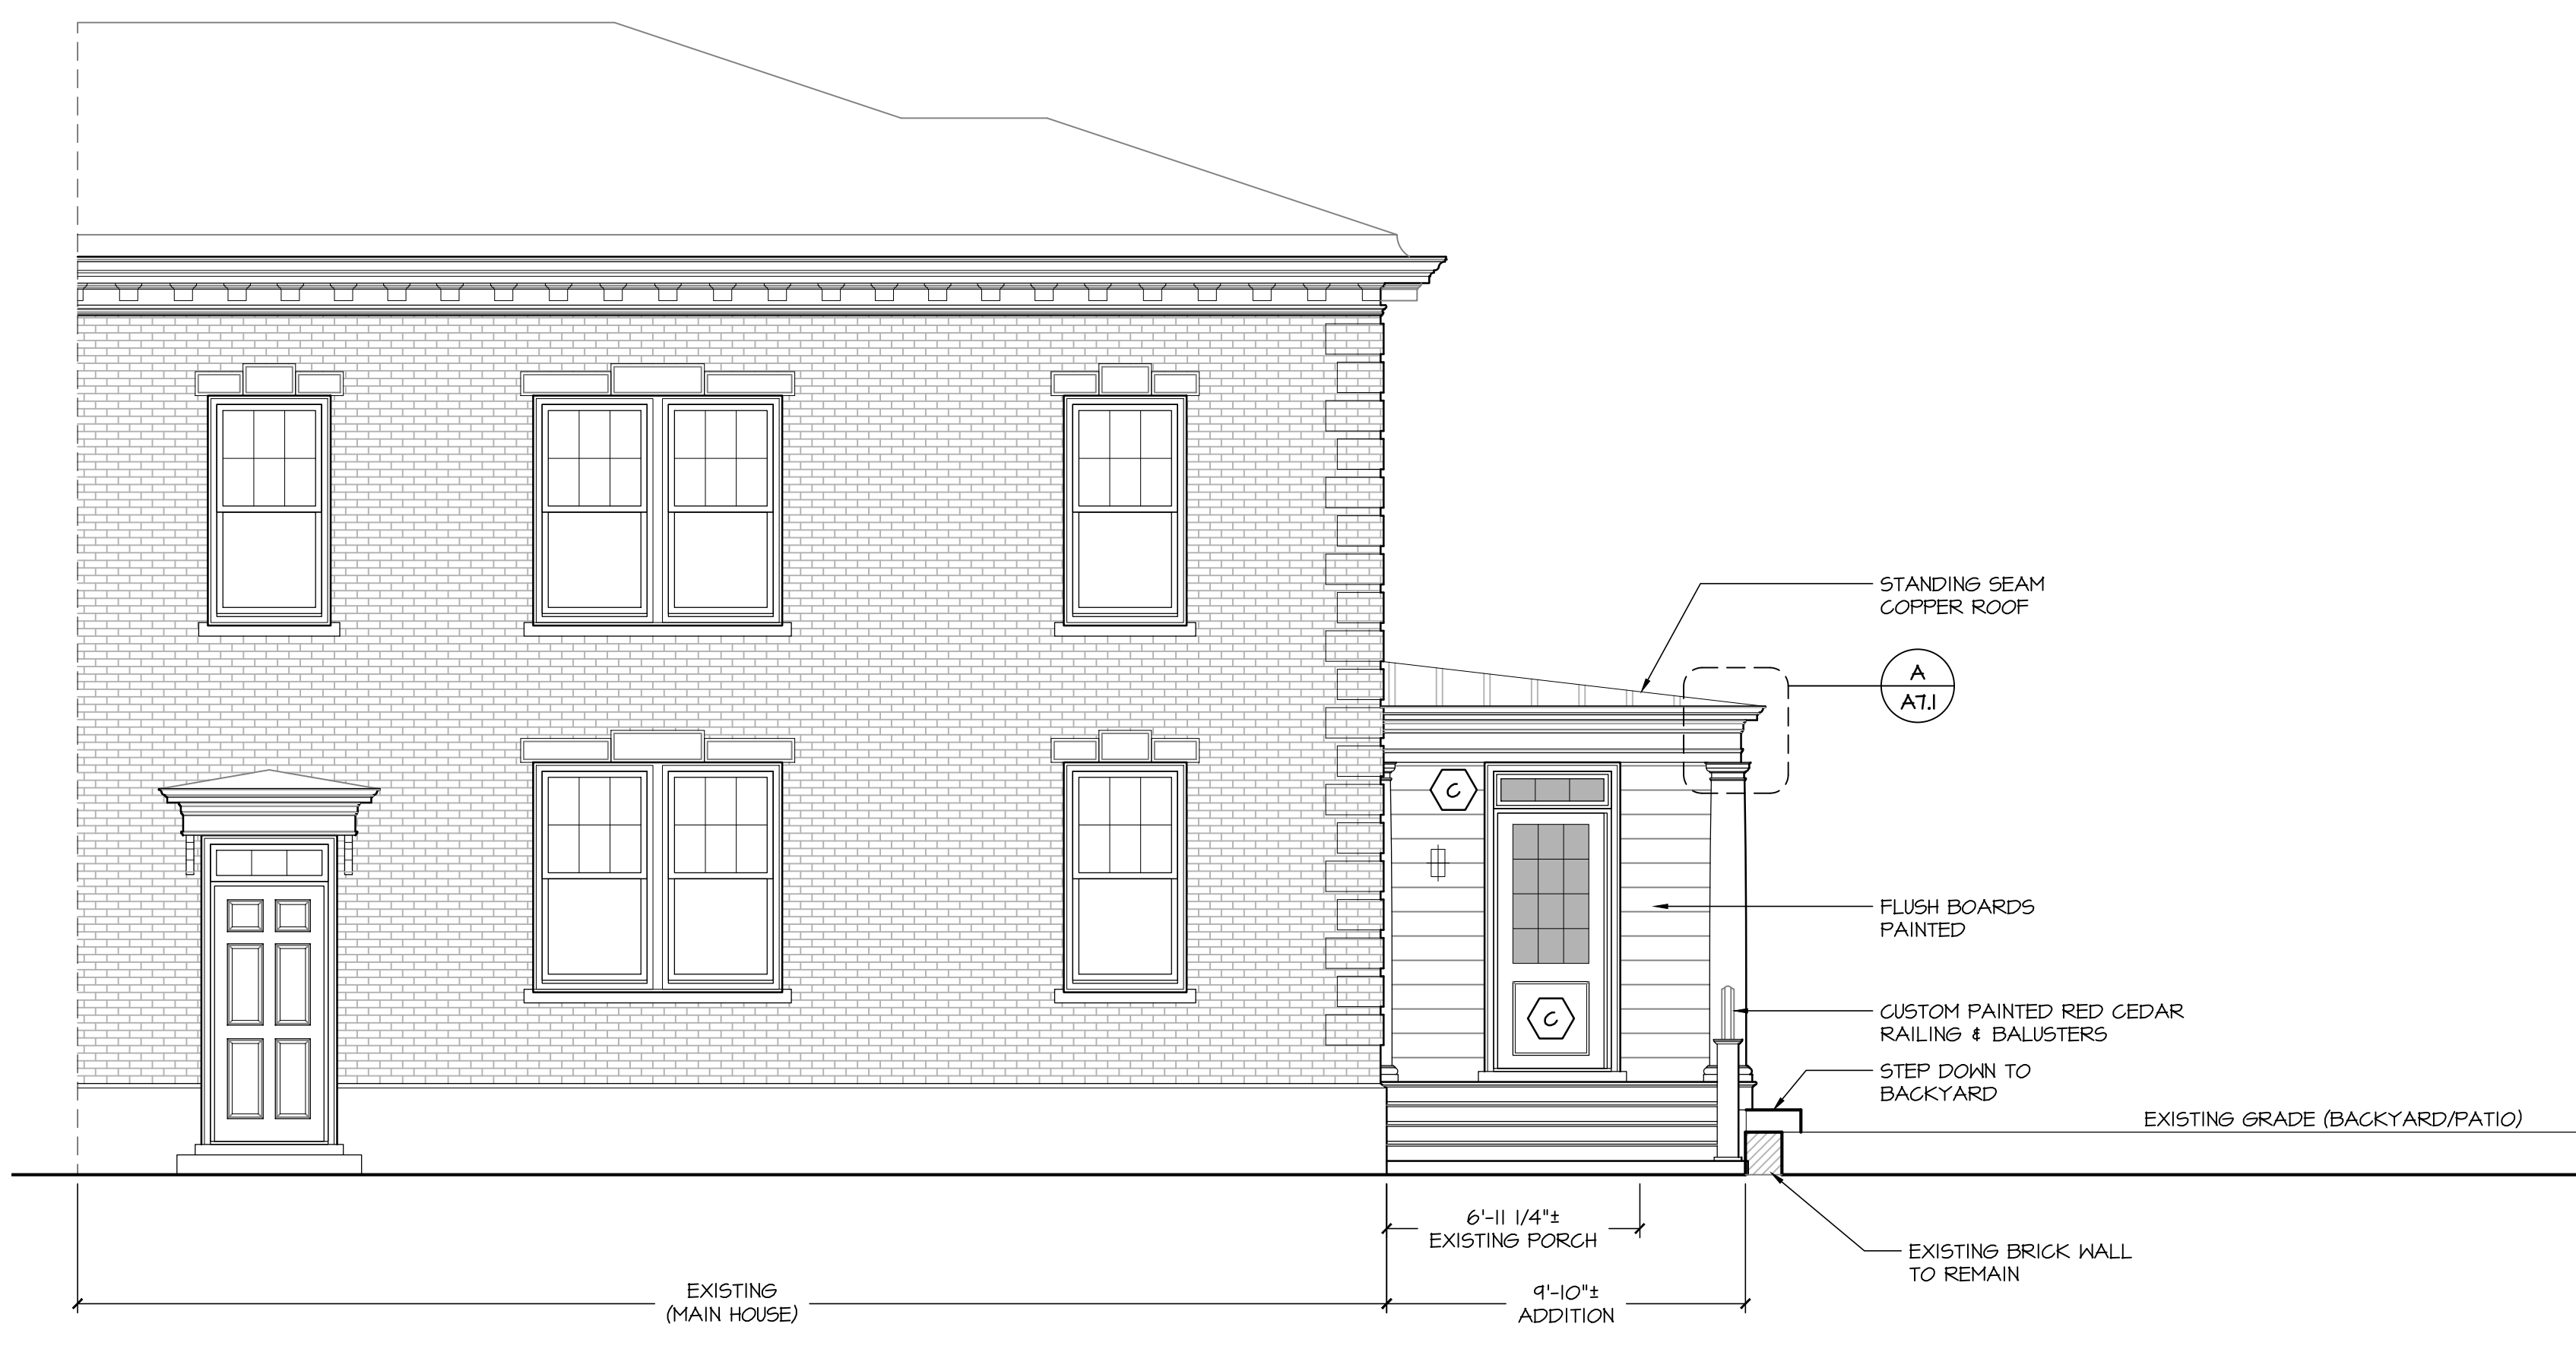 STANDING SEAM
COPPER ROOF
A
A7.1
C
FLUSH BOARDS
PAINTED
C
CUSTOM PAINTED RED CEDAR
RAILING & BALUSTERS
STEP DOWN TO
BACKYARD
EXISTING GRADE (BACKYARD/PATIO)
6'-11 1/4"±
EXISTING PORCH
EXISTING BRICK WALL
TO REMAIN
EXISTING
(MAIN HOUSE)
9'-10"±
ADDITION